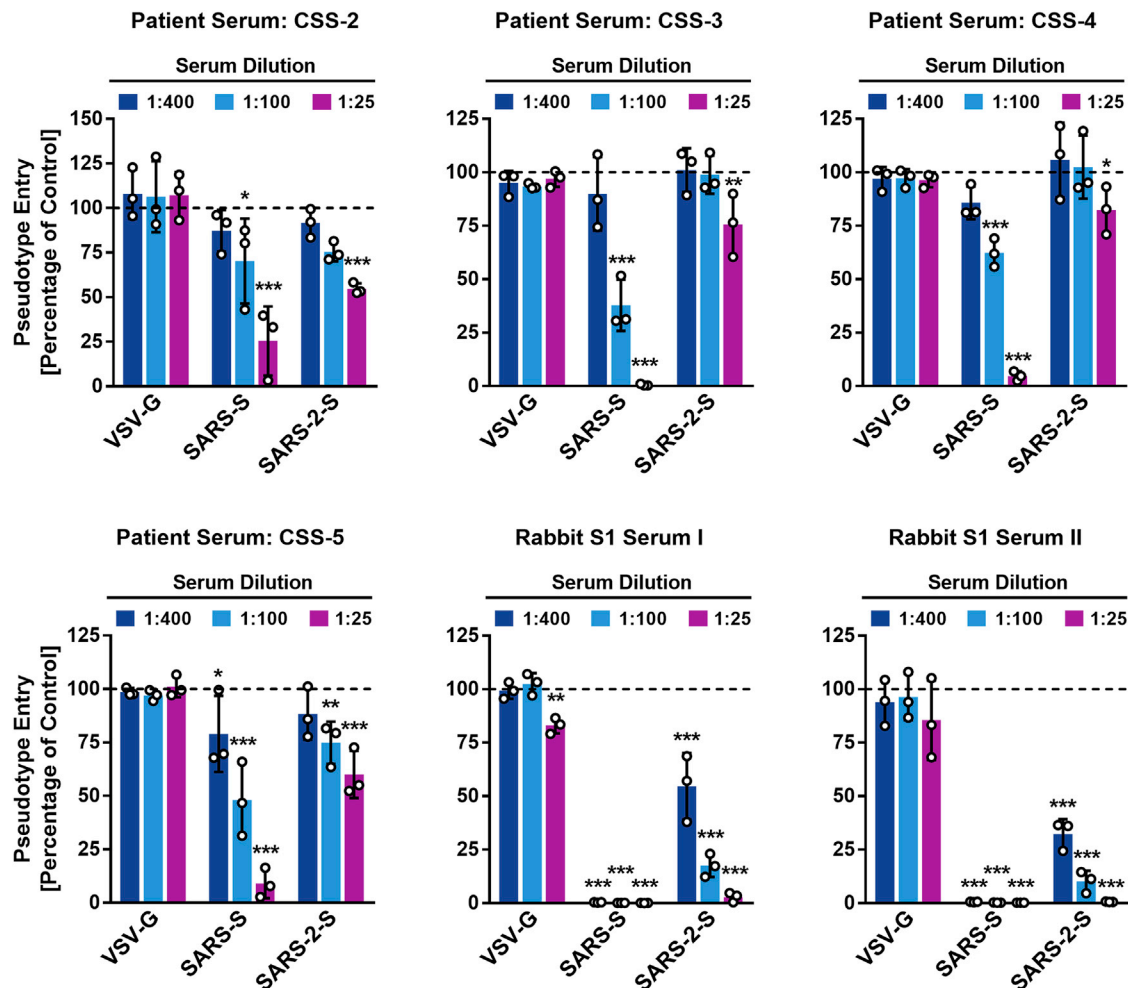 Patient Serum: CSS-2
Serum Dilution
1:400 1:100 1:25
Pseudotype Entry
[Percentage of Control]
150
125
100
75
50
25
0
*
***
***
VSV-G
SARS-S
SARS-2-S
Patient Serum: CSS-3
Serum Dilution
1:400 1:100 1:25
125
100
75
50
25
0
***
***
**
VSV-G
SARS-S
SARS-2-S
Patient Serum: CSS-4
Serum Dilution
1:400 1:100 1:25
125
100
75
50
25
0
***
***
*
VSV-G
SARS-S
SARS-2-S
Patient Serum: CSS-5
Serum Dilution
1:400 1:100 1:25
Pseudotype Entry
[Percentage of Control]
125
100
75
50
25
0
*
***
***
**
***
VSV-G
SARS-S
SARS-2-S
Rabbit S1 Serum I
Serum Dilution
1:400 1:100 1:25
125
100
75
50
25
0
**
***
***
***
***
***
***
VSV-G
SARS-S
SARS-2-S
Rabbit S1 Serum II
Serum Dilution
1:400 1:100 1:25
125
100
75
50
25
0
***
***
***
***
***
***
VSV-G
SARS-S
SARS-2-S